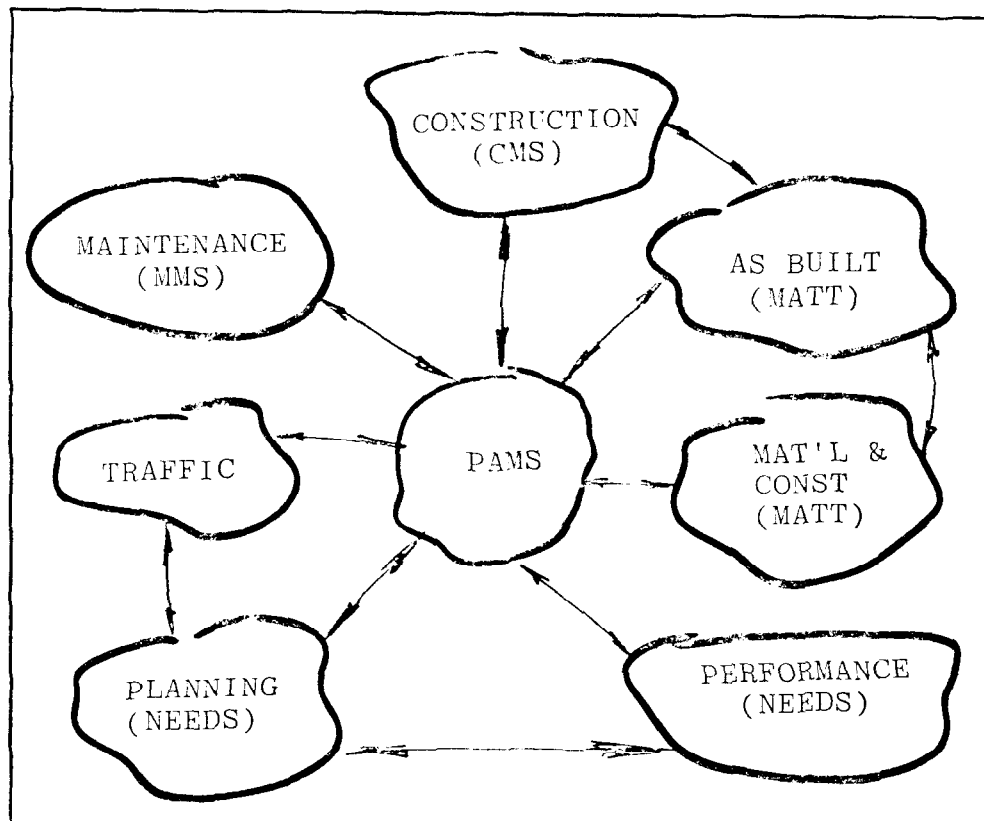 CONSTRUCTION
(CMS)
MAINTENANCE
(MMS)
AS BUILT
(MATT)
TRAFFIC
PAMS
MAT'L &
CONST
(MATT)
PLANNING
(NEEDS)
PERFORMANCE
(NEEDS)